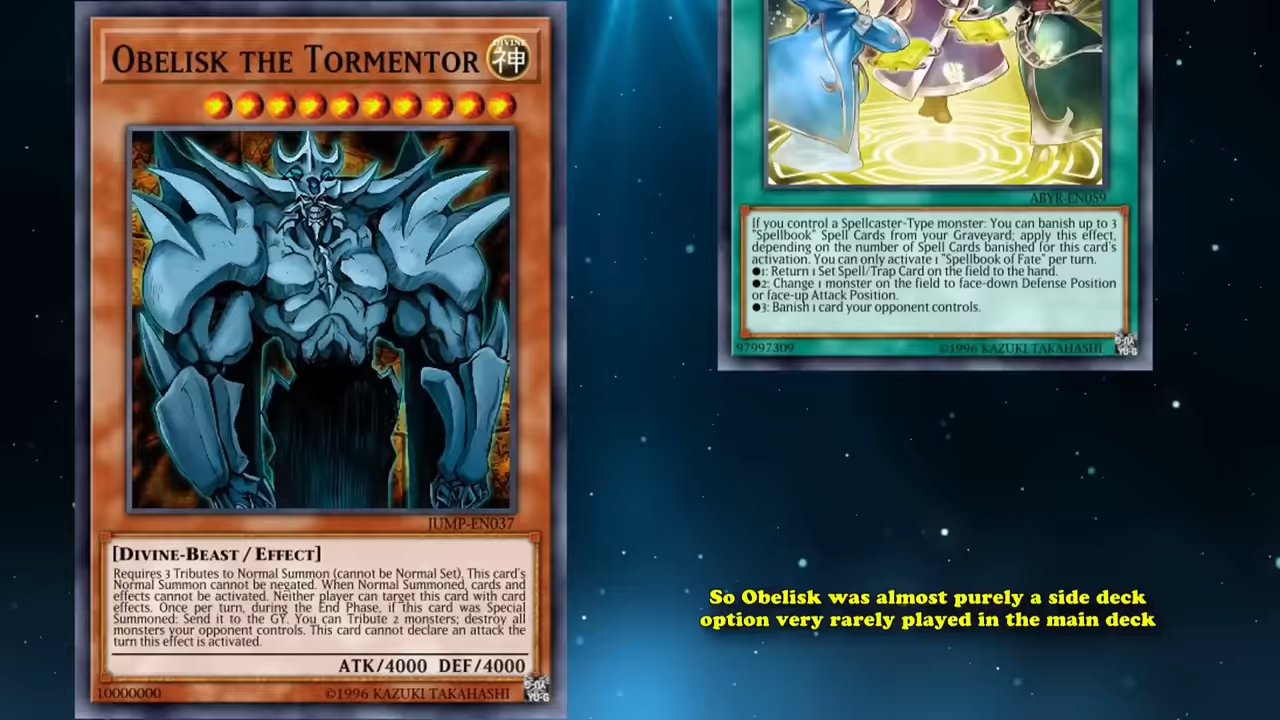 OBELISK THE TORMENTOR
DIVINE
神
JUMP-EN037
[DIVINE-BEAST / EFFECT]
Requires 3 Tributes to Normal Summon (cannot be Normal Set). This card's
Normal Summon cannot be negated. When Normal Summoned, cards and
effects cannot be activated. Neither player can target this card with card
effects. Once per turn, during the End Phase, if this card was Special
Summoned: Send it to the GY. You can Tribute 2 monsters; destroy all
monsters your opponent controls. This card cannot declare an attack the
turn this effect is activated.
ATK/4000 DEF/4000
10000000
©1996 KAZUKI TAKAHASHI
ABYR-EN059
If you control a Spellcaster-Type monster: You can banish up to 3
"Spellbook" Spell Cards from your Graveyard; apply this effect,
depending on the number of Spell Cards banished for this card's
activation. You can only activate 1 "Spellbook of Fate" per turn.
●1: Return 1 Set Spell/Trap Card on the field to the hand.
●2: Change 1 monster on the field to face-down Defense Position
or face-up Attack Position.
●3: Banish 1 card your opponent controls.
97997309
©1996 KAZUKI TAKAHASHI
So Obelisk was almost purely a side deck
option very rarely played in the main deck